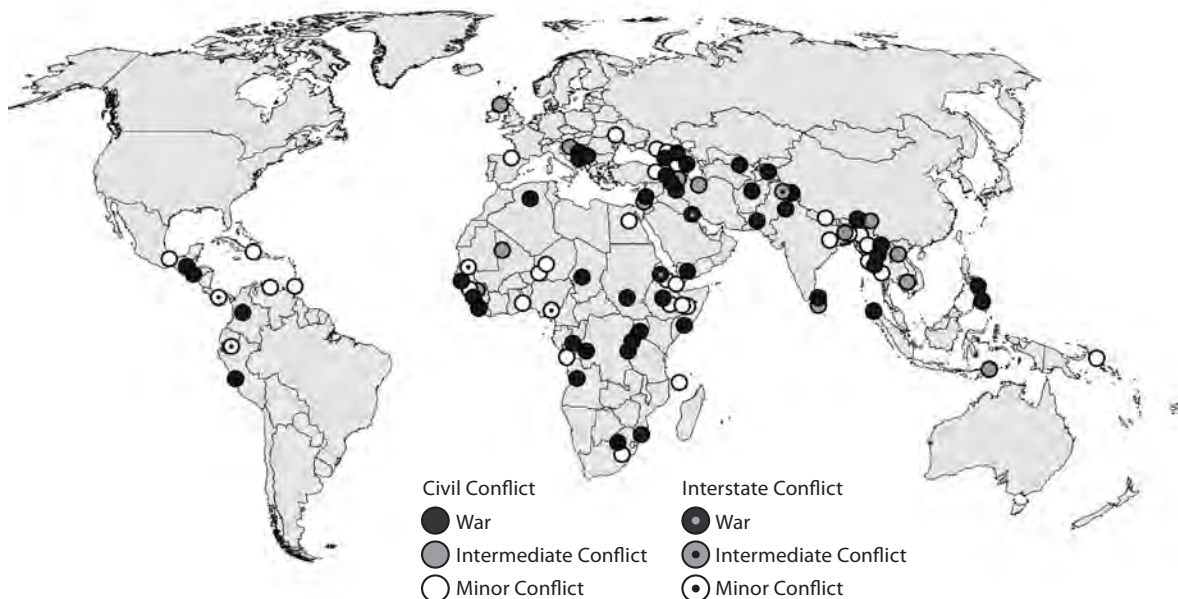 Civil Conflict
War
Intermediate Conflict
Minor Conflict
Interstate Conflict
War
Intermediate Conflict
Minor Conflict